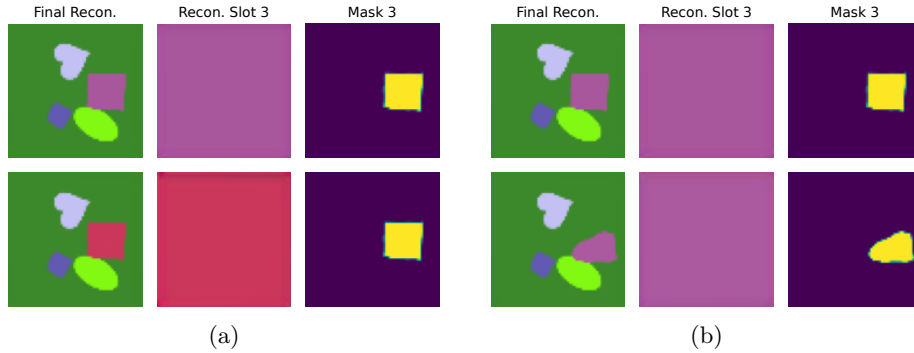 Final Recon. Recon. Slot 3 Mask 3 Final Recon. Recon. Slot 3 Mask 3
(a) (b)